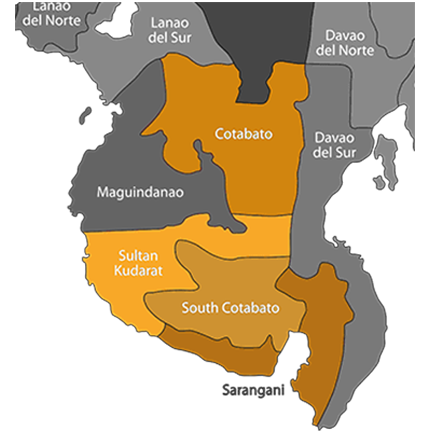 Lanao
del Norte
Lanao
del Sur
Davao
del Norte
Cotabato
Davao
del Sur
Maguindanao
Sultan
Kudarat
South Cotabato
Sarangani